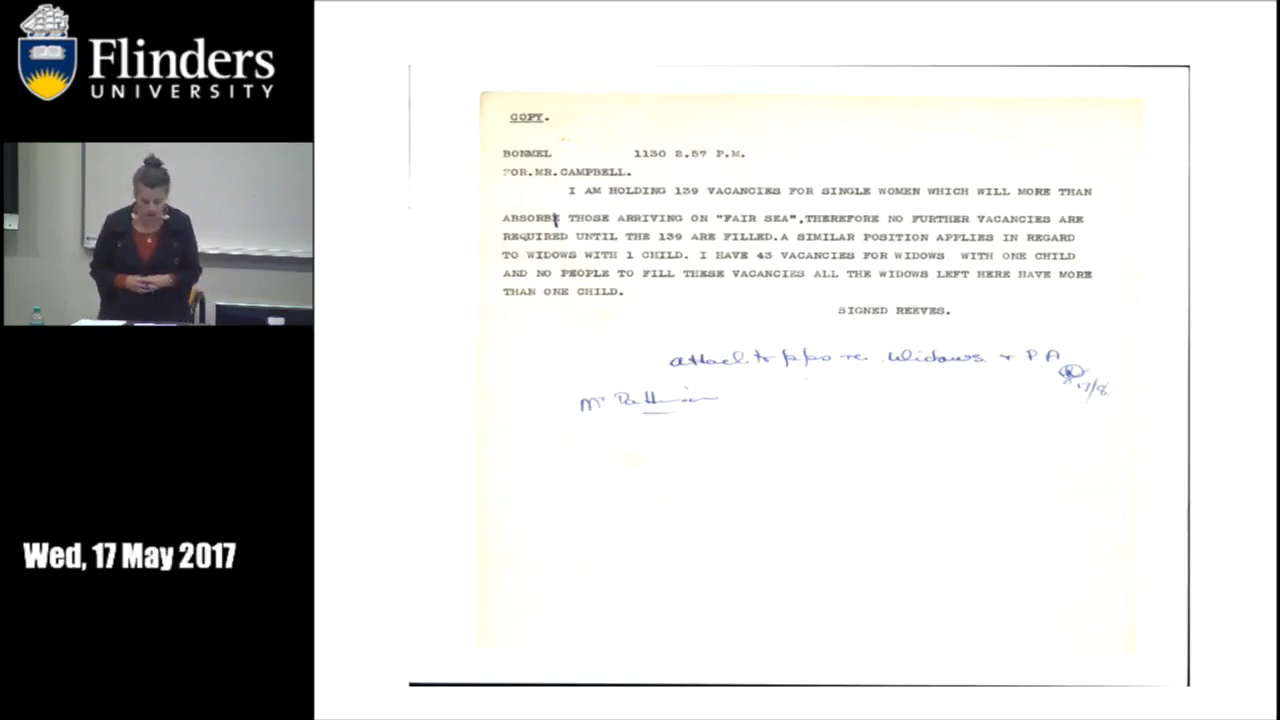 Flinders
UNIVERSITY
COPY.
BONMEL 1130 2.57 P.M.
FOR.MR.CAMPBELL.
I AM HOLDING 139 VACANCIES FOR SINGLE WOMEN WHICH WILL MORE THAN
ABSORB THOSE ARRIVING ON "FAIR SEA",THEREFORE NO FURTHER VACANCIES ARE
REQUIRED UNTIL THE 139 ARE FILLED.A SIMILAR POSITION APPLIES IN REGARD
TO WIDOWS WITH 1 CHILD. I HAVE 43 VACANCIES FOR WIDOWS WITH ONE CHILD
AND NO PEOPLE TO FILL THESE VACANCIES ALL THE WIDOWS LEFT HERE HAVE MORE
THAN ONE CHILD.
SIGNED REEVES.
attach to re widows + P A
17/8
Mr
Wed, 17 May 2017